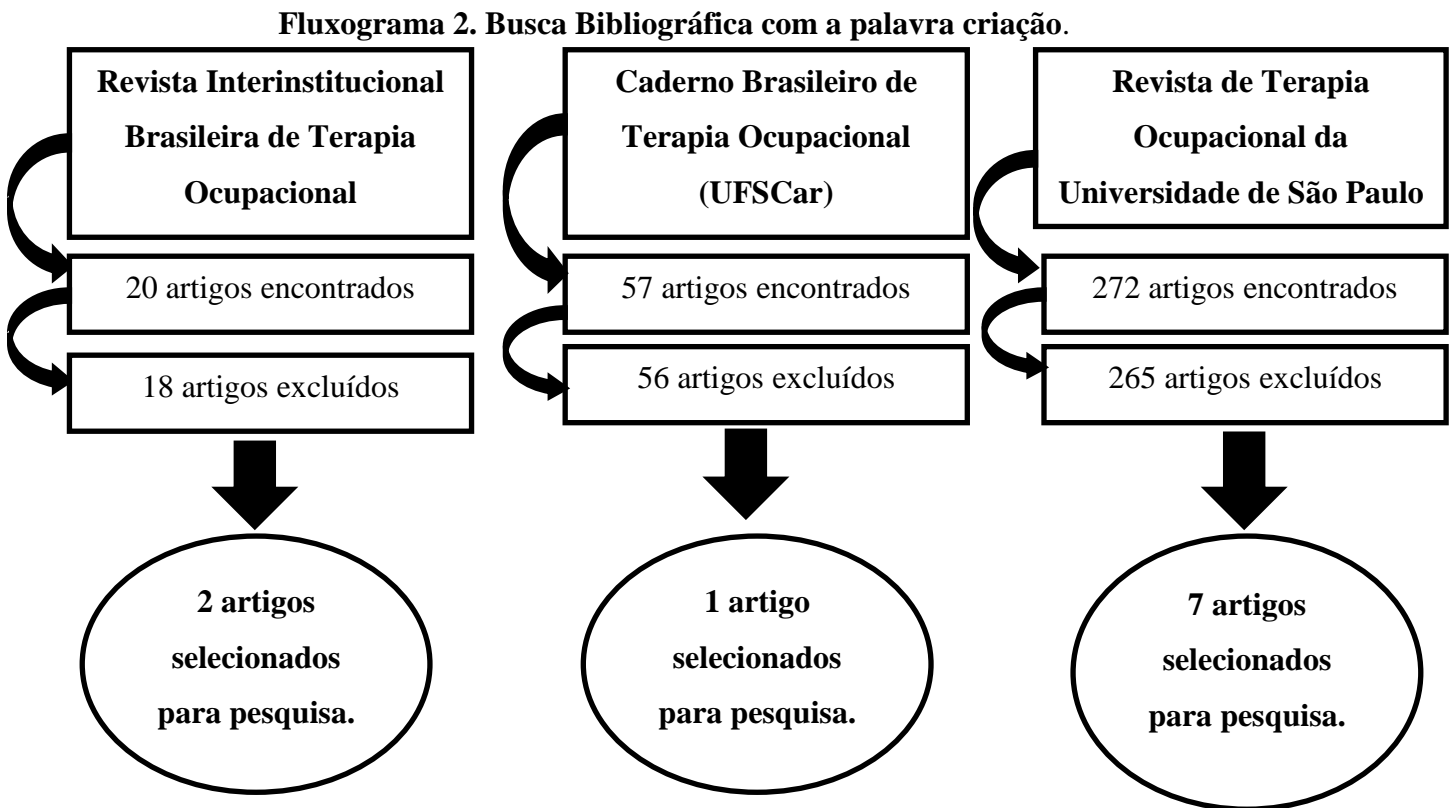 Fluxograma 2. Busca Bibliográfica com a palavra criação.
Revista Interinstitucional
Brasileira de Terapia
Ocupacional
20 artigos encontrados
18 artigos excluídos
2 artigos
selecionados
para pesquisa.
Caderno Brasileiro de
Terapia Ocupacional
(UFSCar)
57 artigos encontrados
56 artigos excluídos
1 artigo
selecionado
para pesquisa.
Revista de Terapia
Ocupacional da
Universidade de São Paulo
272 artigos encontrados
265 artigos excluídos
7 artigos
selecionados
para pesquisa.